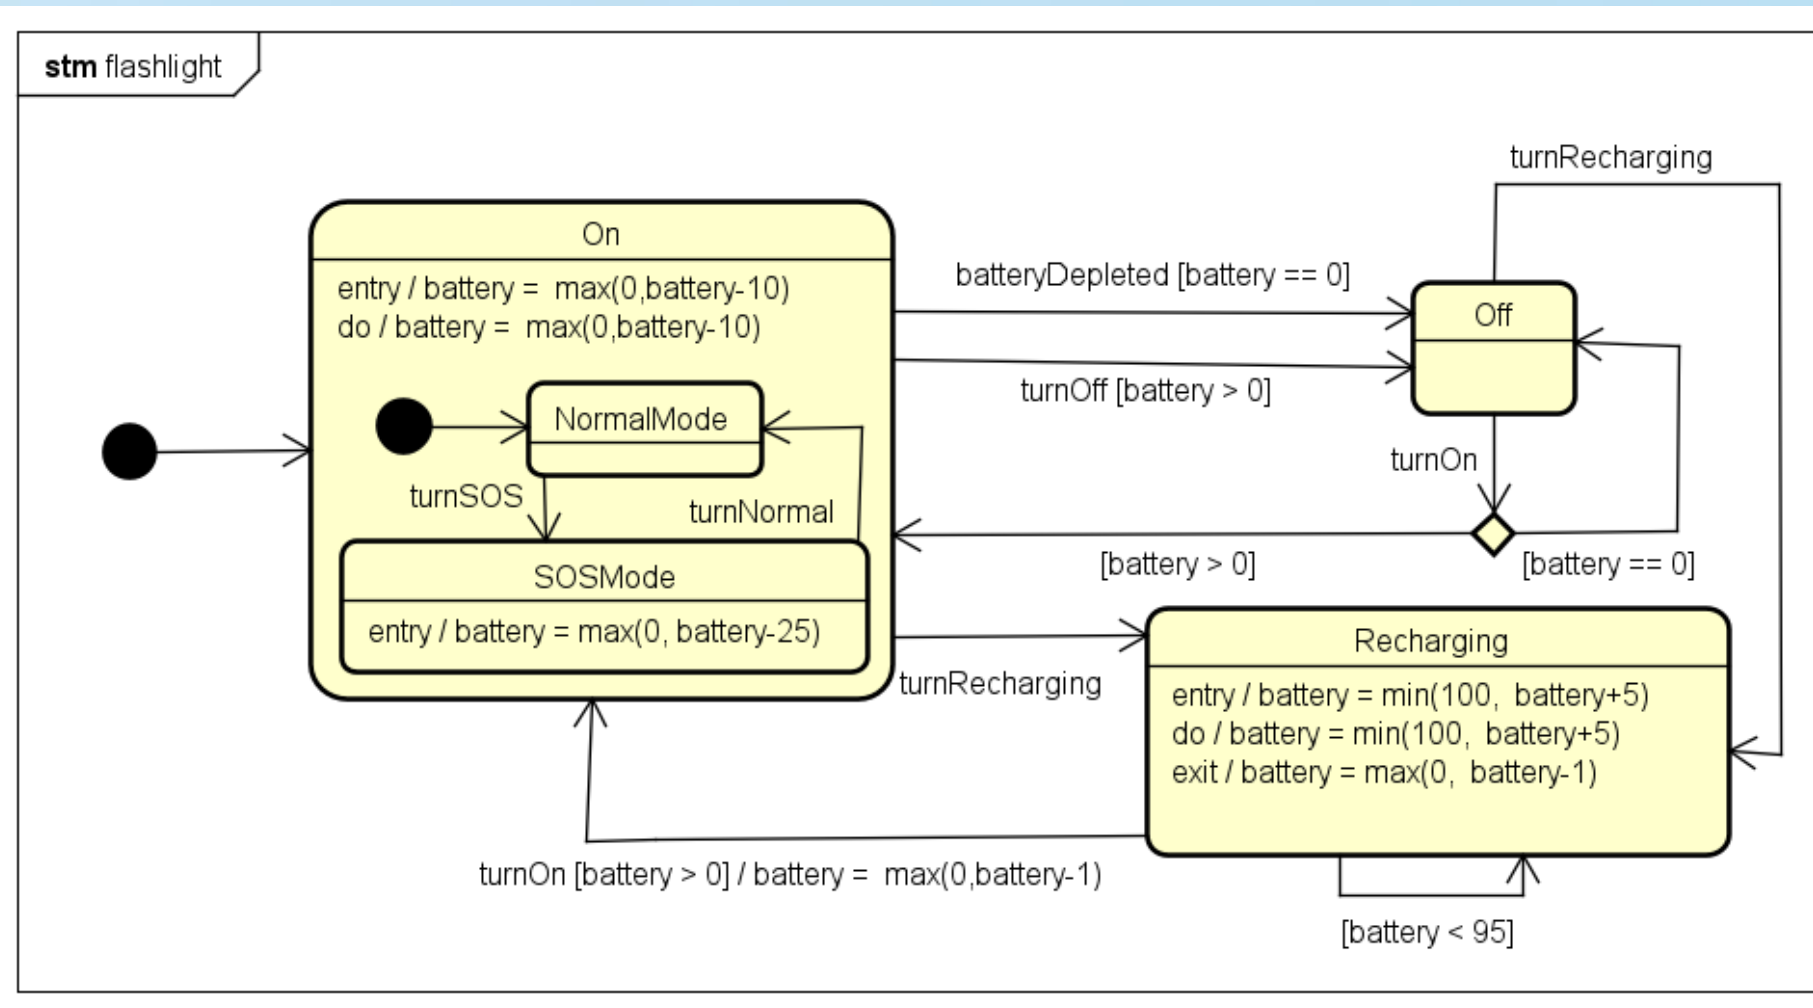 stm flashlight
turnRecharging
On
entry / battery =  max(0,battery-10)
do / battery =  max(0,battery-10)
batteryDepleted [battery == 0]
Off
turnOff [battery > 0]
NormalMode
turnOn
turnSOS
turnNormal
[battery > 0]
[battery == 0]
SOSMode
entry / battery = max(0, battery-25)
turnRecharging
Recharging
entry / battery = min(100,  battery+5)
do / battery = min(100,  battery+5)
exit / battery = max(0,  battery-1)
turnOn [battery > 0] / battery =  max(0,battery-1)
[battery < 95]